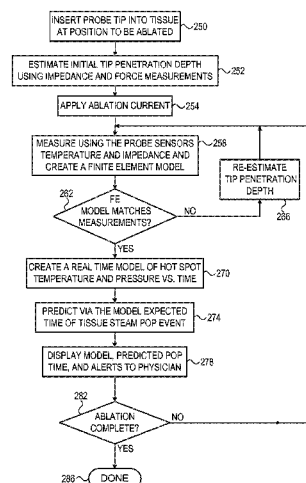 INSERT PROBE TIP INTO TISSUE
AT POSITION TO BE ABLATED
250
ESTIMATE INITIAL TIP PENETRATION DEPTH
USING IMPEDANCE AND FORCE MEASUREMENTS
252
APPLY ABLATION CURRENT
254
MEASURE USING THE PROBE SENSORS
TEMPERATURE AND IMPEDANCE AND
CREATE A FINITE ELEMENT MODEL
258
262
FE
MODEL MATCHES
MEASUREMENTS?
NO
RE-ESTIMATE
TIP PENETRATION
DEPTH
266
YES
CREATE A REAL TIME MODEL OF HOT SPOT
TEMPERATURE AND PRESSURE VS. TIME
270
PREDICT VIA THE MODEL EXPECTED
TIME OF TISSUE STEAM POP EVENT
274
DISPLAY MODEL, PREDICTED POP
TIME, AND ALERTS TO PHYSICIAN
278
282
ABLATION
COMPLETE?
NO
YES
286
DONE